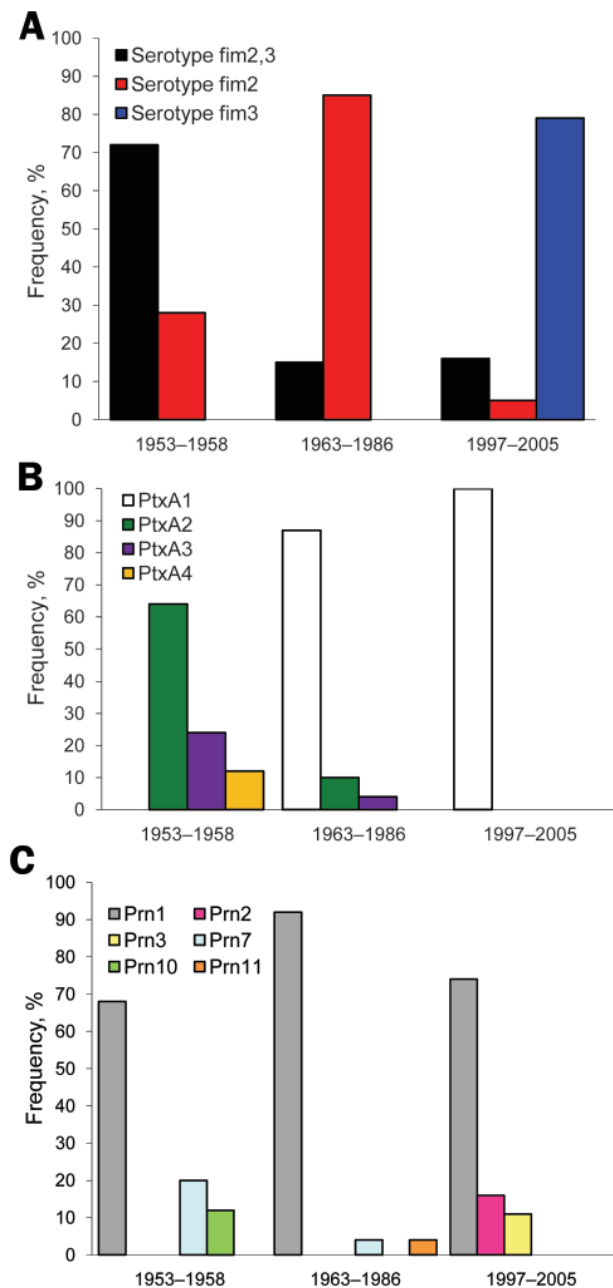 A
100
90
80
70
60
50
40
30
20
10
0
Frequency, %
Serotype fim2,3
Serotype fim2
Serotype fim3
1953–1958 1963–1986 1997–2005
B
100
90
80
70
60
50
40
30
20
10
0
Frequency, %
PtxA1
PtxA2
PtxA3
PtxA4
1953–1958 1963–1986 1997–2005
C
100
90
80
70
60
50
40
30
20
10
0
Frequency, %
Prn1 Prn2
Prn3 Prn7
Prn10 Prn11
1953–1958 1963–1986 1997–2005